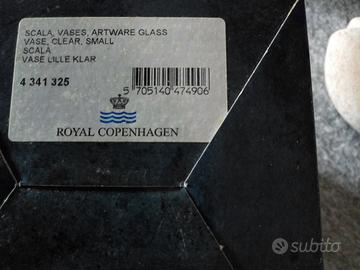 SCALA, VASES, ARTWARE GLASS
VASE, CLEAR, SMALL
SCALA
VASE LILLE KLAR
4 341 325
5 705140 474906
ROYAL COPENHAGEN
subito